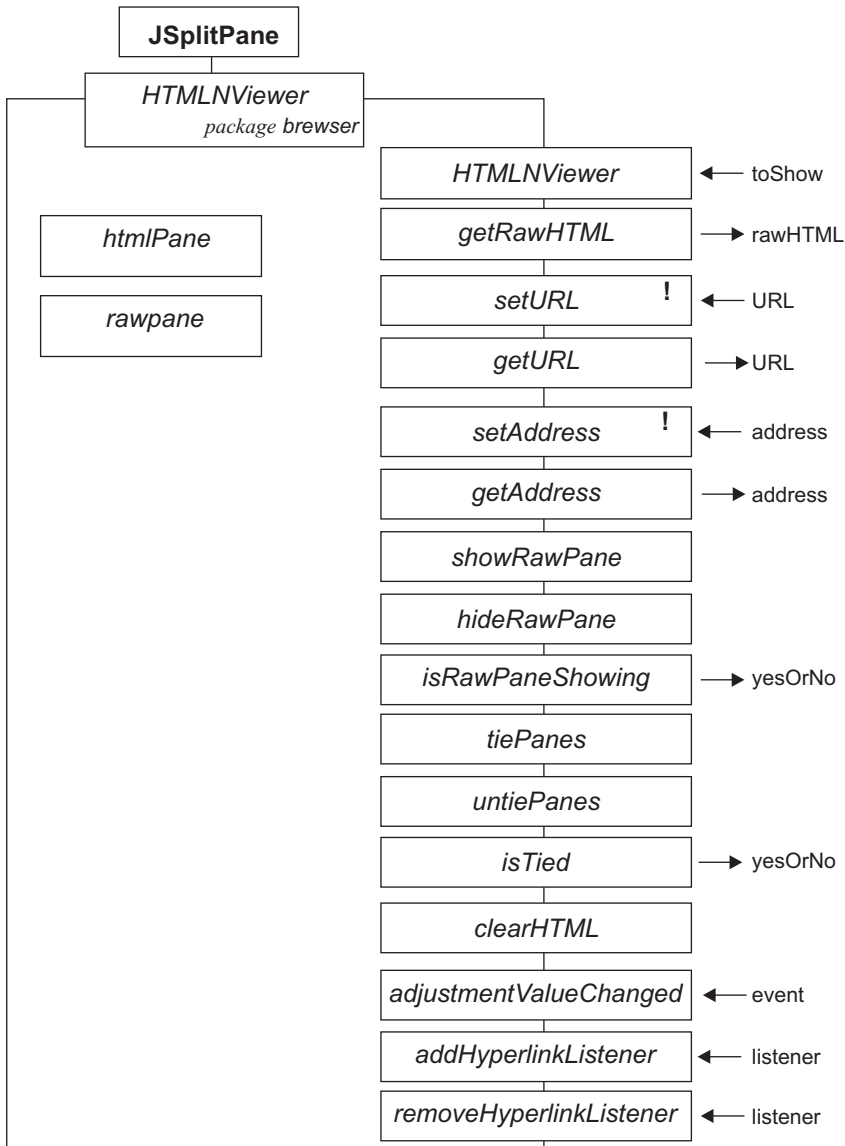 JSplitPane
HTMLNViewer
package brewser
HTMLNViewer
toShow
getRawHTML
rawHTML
htmlPane
setURL !
URL
rawpane
getURL
URL
setAddress !
address
getAddress
address
showRawPane
hideRawPane
isRawPaneShowing
yesOrNo
tiePanes
untiePanes
isTied
yesOrNo
clearHTML
adjustmentValueChanged
event
addHyperlinkListener
listener
removeHyperlinkListener
listener